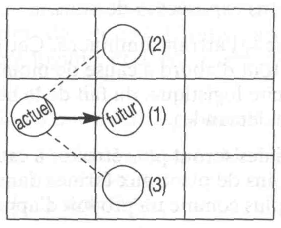 (2)
actuel
futur
(1)
(3)